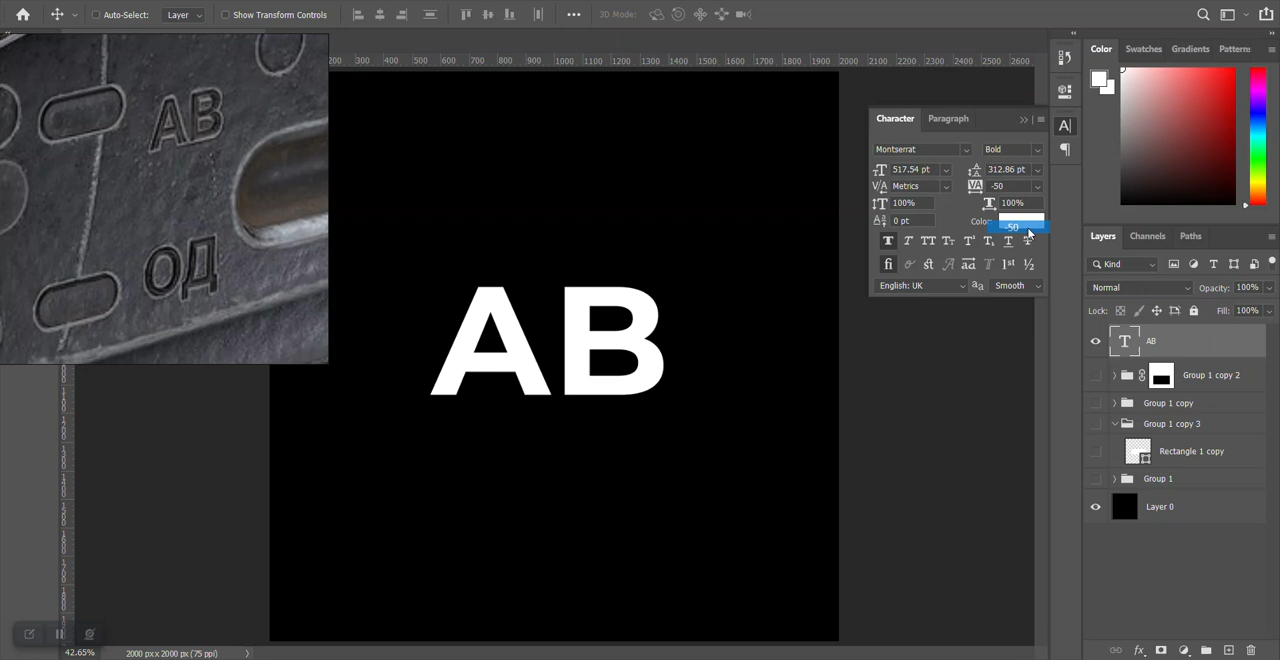 Auto-Select: Layer Show Transform Controls 3D Mode:
200 300 400 500 600 700 800 900 1000 1100 1200 1300 1400 1500 1600 1700 1800 1900 2000 2100 2200 2300 2400 2500 2600
Color Swatches Gradients Patterns
АВ
ОД
AB
Character Paragraph
Montserrat Bold
517.54 pt 312.86 pt
Metrics -50
100% 100%
0 pt Color:
-50
English: UK Smooth
Layers Channels Paths
Kind
Normal Opacity: 100%
Lock: Fill: 100%
AB
Group 1 copy 2
Group 1 copy
Group 1 copy 3
Rectangle 1 copy
Group 1
Layer 0
42.65% 2000 px x 2000 px (75 ppi)